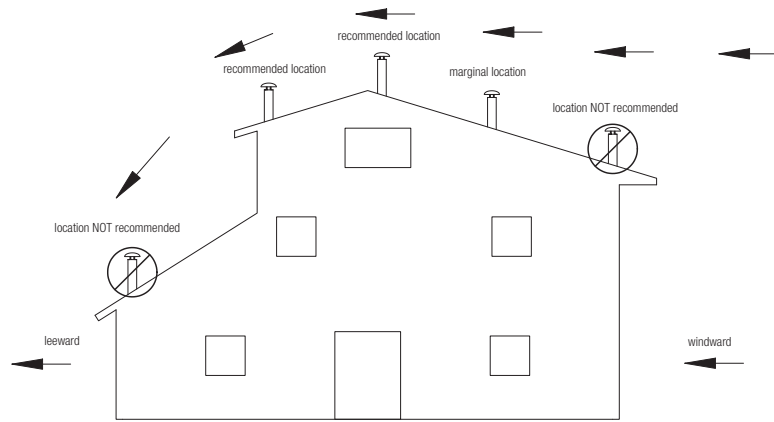 recommended location
recommended location
marginal location
location NOT recommended
location NOT recommended
leeward
windward